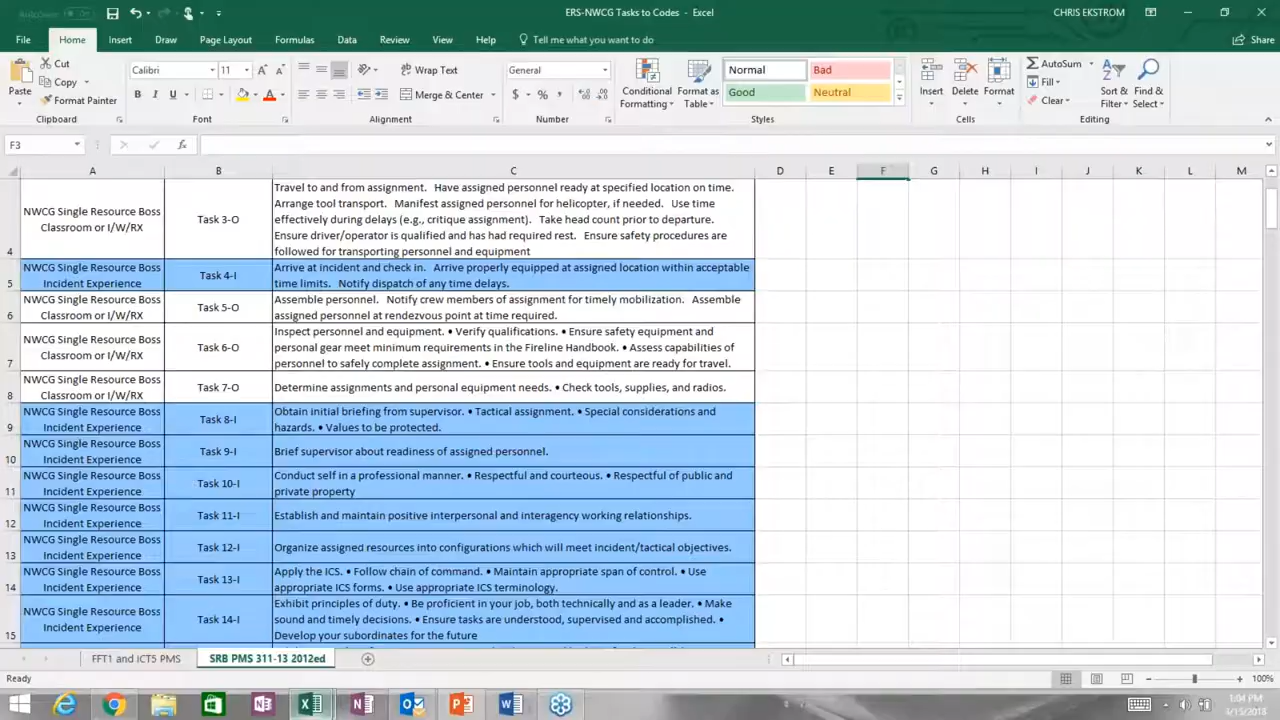 AutoSave
ERS-NWCG Tasks to Codes - Excel
CHRIS EKSTROM
File Home Insert Draw Page Layout Formulas Data Review View Help Tell me what you want to do Share
Paste
Cut
Copy
Format Painter
Clipboard
Calibri 11
B I U
Font
Wrap Text
Merge & Center
Alignment
General
$ % ,
Number
Conditional Formatting
Format as Table
Normal Bad
Good Neutral
Styles
Insert Delete Format
Cells
AutoSum
Fill
Clear
Sort & Filter
Find & Select
Editing
F3
A B C D E F G H I J K L M
4
NWCG Single Resource Boss
Classroom or I/W/RX
Task 3-O
Travel to and from assignment. Have assigned personnel ready at specified location on time.
Arrange tool transport. Manifest assigned personnel for helicopter, if needed. Use time
effectively during delays (e.g., critique assignment). Take head count prior to departure.
Ensure driver/operator is qualified and has had required rest. Ensure safety procedures are
followed for transporting personnel and equipment
5
NWCG Single Resource Boss
Incident Experience
Task 4-I
Arrive at incident and check in. Arrive properly equipped at assigned location within acceptable
time limits. Notify dispatch of any time delays.
6
NWCG Single Resource Boss
Classroom or I/W/RX
Task 5-O
Assemble personnel. Notify crew members of assignment for timely mobilization. Assemble
assigned personnel at rendezvous point at time required.
7
NWCG Single Resource Boss
Classroom or I/W/RX
Task 6-O
Inspect personnel and equipment. • Verify qualifications. • Ensure safety equipment and
personal gear meet minimum requirements in the Fireline Handbook. • Assess capabilities of
personnel to safely complete assignment. • Ensure tools and equipment are ready for travel.
8
NWCG Single Resource Boss
Classroom or I/W/RX
Task 7-O
Determine assignments and personal equipment needs. • Check tools, supplies, and radios.
9
NWCG Single Resource Boss
Incident Experience
Task 8-I
Obtain initial briefing from supervisor. • Tactical assignment. • Special considerations and
hazards. • Values to be protected.
10
NWCG Single Resource Boss
Incident Experience
Task 9-I
Brief supervisor about readiness of assigned personnel.
11
NWCG Single Resource Boss
Incident Experience
Task 10-I
Conduct self in a professional manner. • Respectful and courteous. • Respectful of public and
private property
12
NWCG Single Resource Boss
Incident Experience
Task 11-I
Establish and maintain positive interpersonal and interagency working relationships.
13
NWCG Single Resource Boss
Incident Experience
Task 12-I
Organize assigned resources into configurations which will meet incident/tactical objectives.
14
NWCG Single Resource Boss
Incident Experience
Task 13-I
Apply the ICS. • Follow chain of command. • Maintain appropriate span of control. • Use
appropriate ICS forms. • Use appropriate ICS terminology.
15
NWCG Single Resource Boss
Incident Experience
Task 14-I
Exhibit principles of duty. • Be proficient in your job, both technically and as a leader. • Make
sound and timely decisions. • Ensure tasks are understood, supervised and accomplished. •
Develop your subordinates for the future
FFT1 and ICT5 PMS SRB PMS 311-13 2012ed
Ready
100%
1:04 PM
3/15/2018